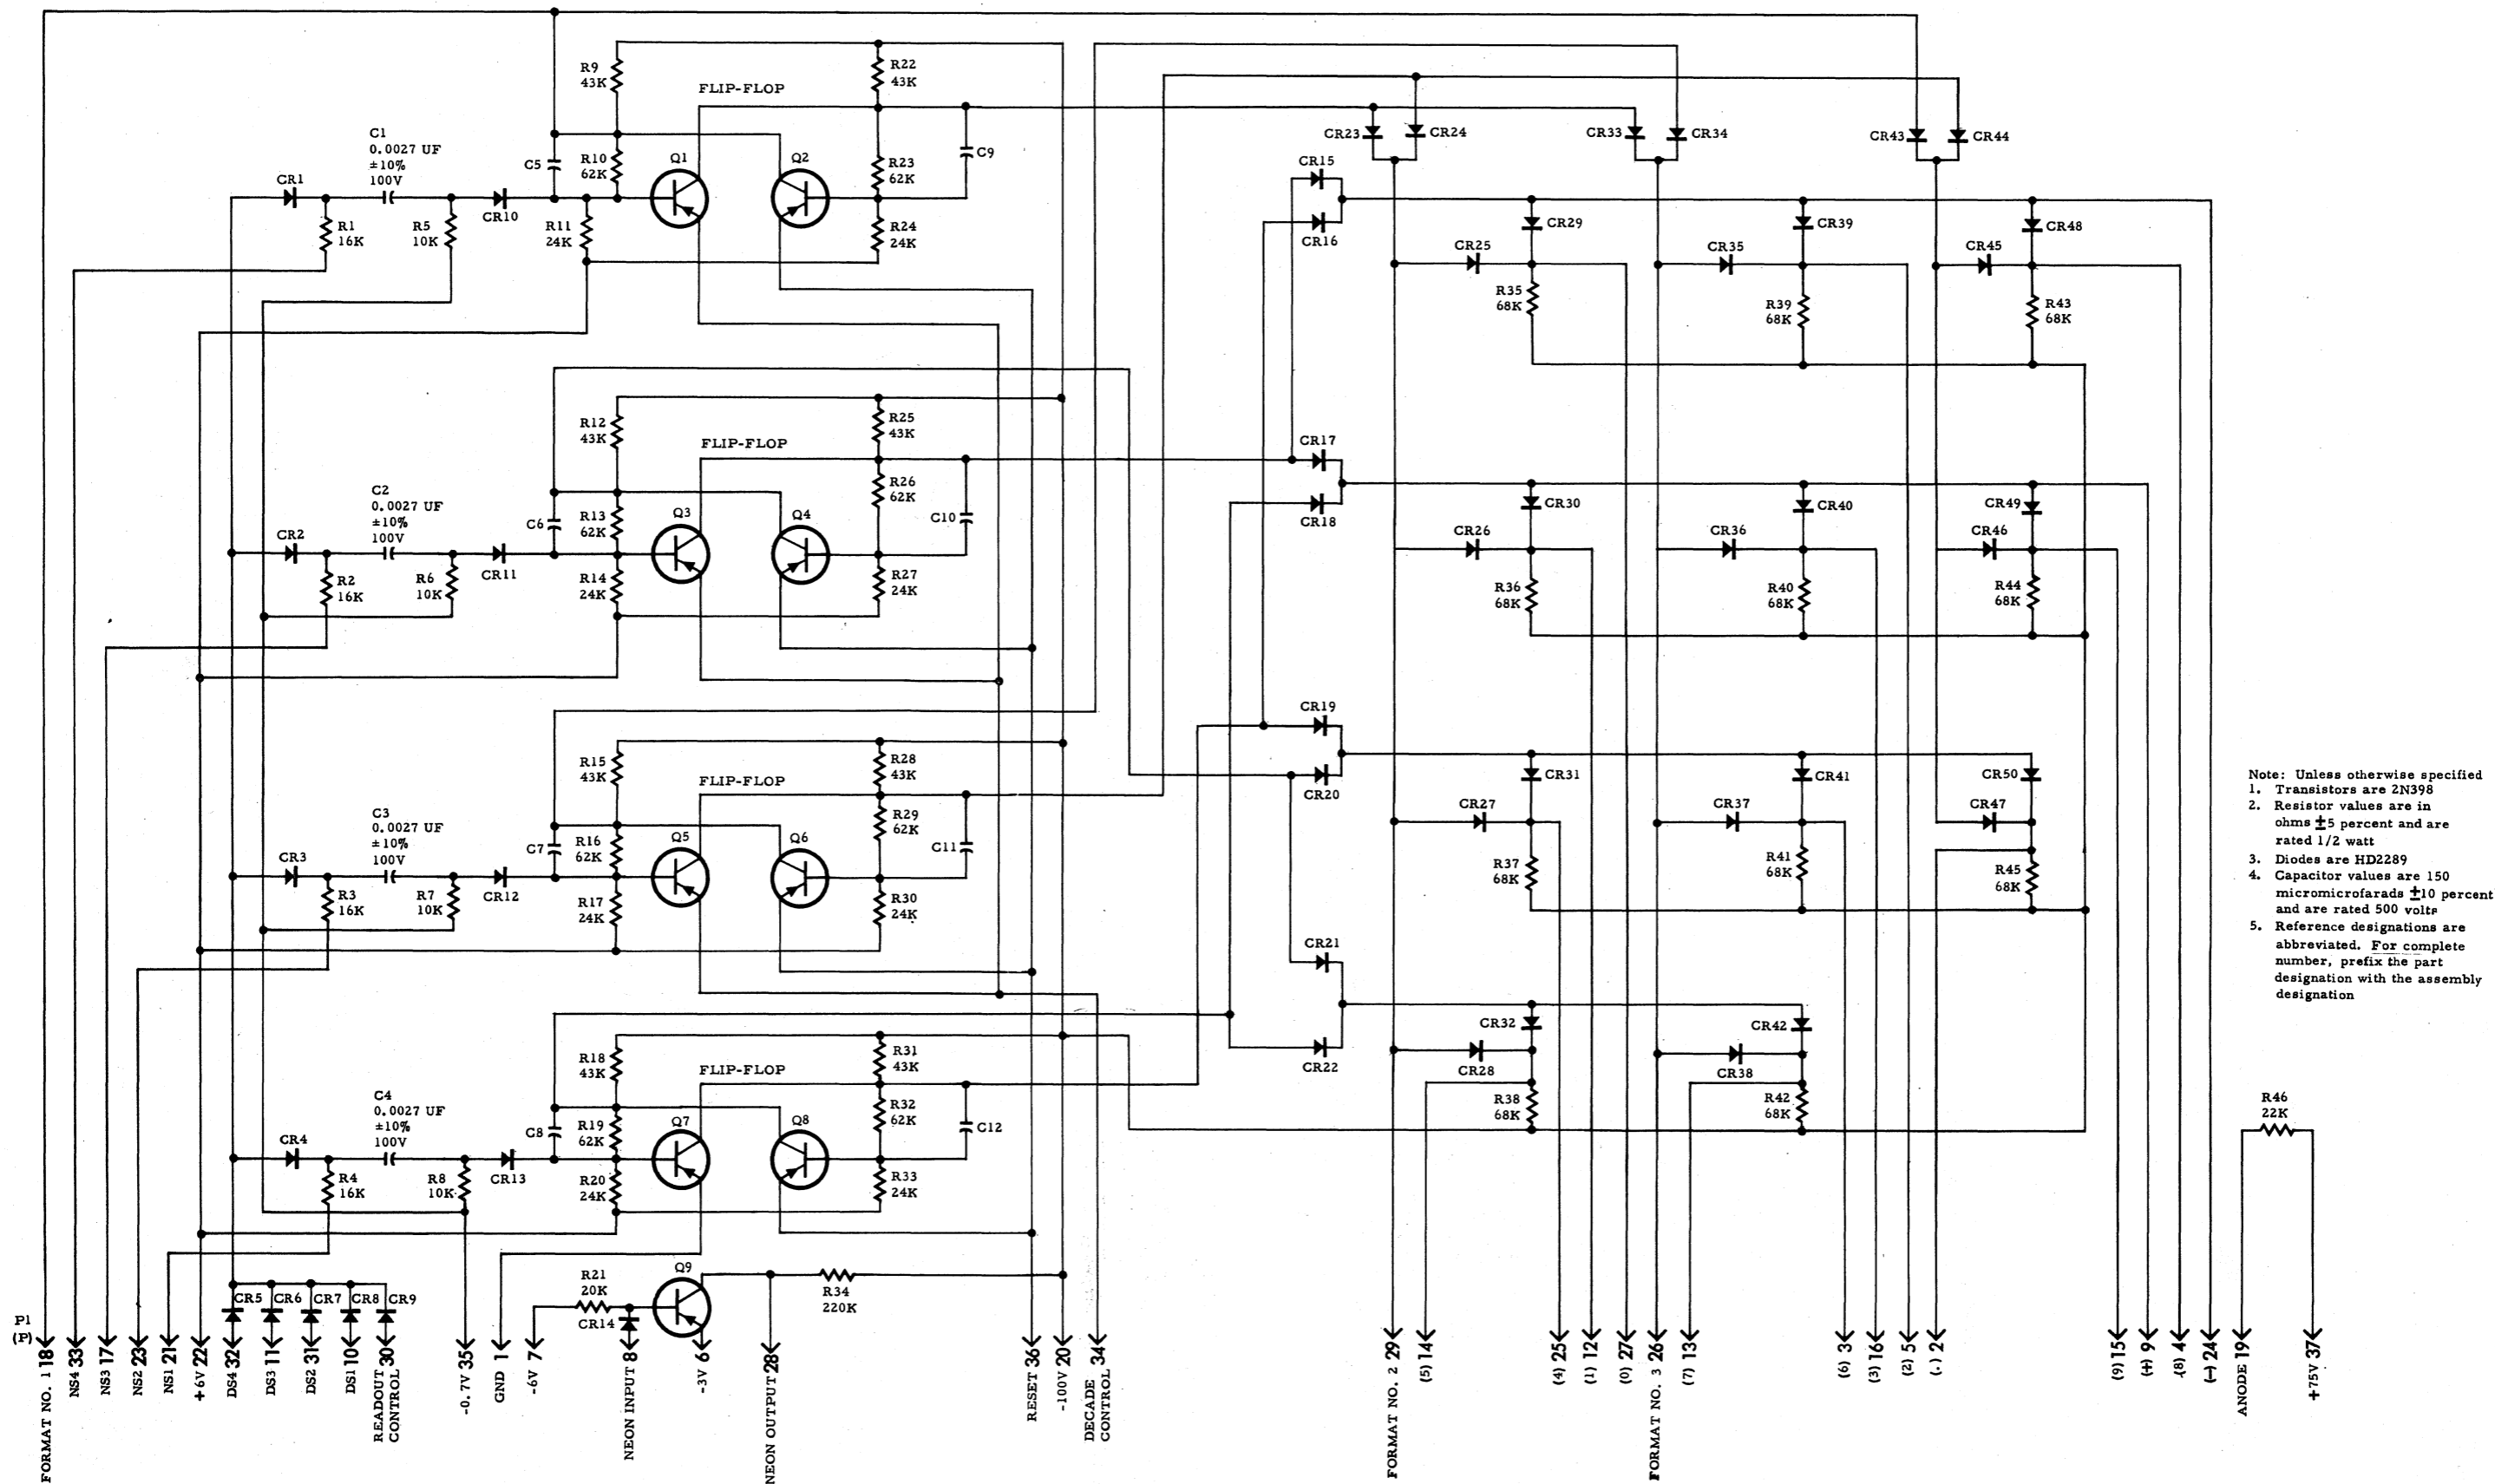 R9
43K
R22
43K
FLIP-FLOP
C1
0.0027 UF
±10%
100V
C5
R10
62K
Q1
Q2
R23
62K
C9
CR1
R1
16K
R5
10K
CR10
R11
24K
R24
24K
CR23
CR24
CR33
CR34
CR43
CR44
CR15
CR16
CR29
CR39
CR48
CR25
CR35
CR45
R35
68K
R39
68K
R43
68K
R12
43K
R25
43K
FLIP-FLOP
C2
0.0027 UF
±10%
100V
C6
R13
62K
Q3
Q4
R26
62K
C10
CR2
R2
16K
R6
10K
CR11
R14
24K
R27
24K
CR17
CR18
CR30
CR40
CR49
CR26
CR36
CR46
R36
68K
R40
68K
R44
68K
R15
43K
R28
43K
FLIP-FLOP
C3
0.0027 UF
±10%
100V
C7
R16
62K
Q5
Q6
R29
62K
C11
CR3
R3
16K
R7
10K
CR12
R17
24K
R30
24K
CR19
CR20
CR31
CR41
CR50
CR27
CR37
CR47
R37
68K
R41
68K
R45
68K
Note: Unless otherwise specified
1. Transistors are 2N398
2. Resistor values are in
ohms ±5 percent and are
rated 1/2 watt
3. Diodes are HD2289
4. Capacitor values are 150
micromicrofarads ±10 percent
and are rated 500 volts
5. Reference designations are
abbreviated. For complete
number, prefix the part
designation with the assembly
designation
CR21
CR22
CR32
CR42
CR28
CR38
R38
68K
R42
68K
R18
43K
R31
43K
FLIP-FLOP
C4
0.0027 UF
±10%
100V
C8
R19
62K
Q7
Q8
R32
62K
C12
CR4
R4
16K
R8
10K
CR13
R20
24K
R33
24K
R46
22K
R21
20K
Q9
R34
220K
CR14
CR5
CR6
CR7
CR8
CR9
P1
(P)
FORMAT NO. 1 18
NS4 33
NS3 17
NS2 23
NS1 21
+6V 22
DS4 32
DS3 11
DS2 31
DS1 10
READOUT
CONTROL 30
-0.7V 35
GND 1
-6V 7
NEON INPUT 8
-3V 6
NEON OUTPUT 28
RESET 36
-100V 20
DECADE
CONTROL 34
FORMAT NO. 2 29
(5) 14
(4) 25
(1) 12
(0) 27
FORMAT NO. 3 26
(7) 13
(6) 3
(3) 16
(2) 5
(.) 2
(9) 15
(+) 9
(8) 4
(-) 24
ANODE 19
+75V 37